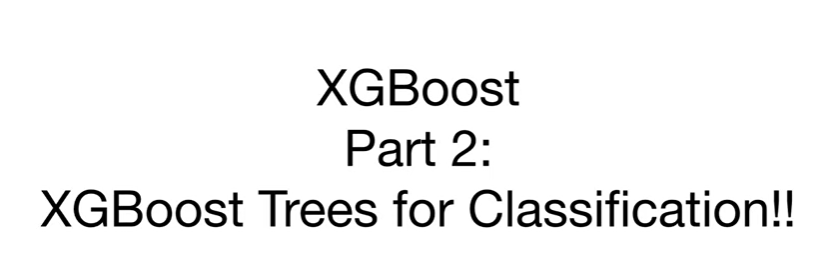 XGBoost
Part 2:
XGBoost Trees for Classification!!